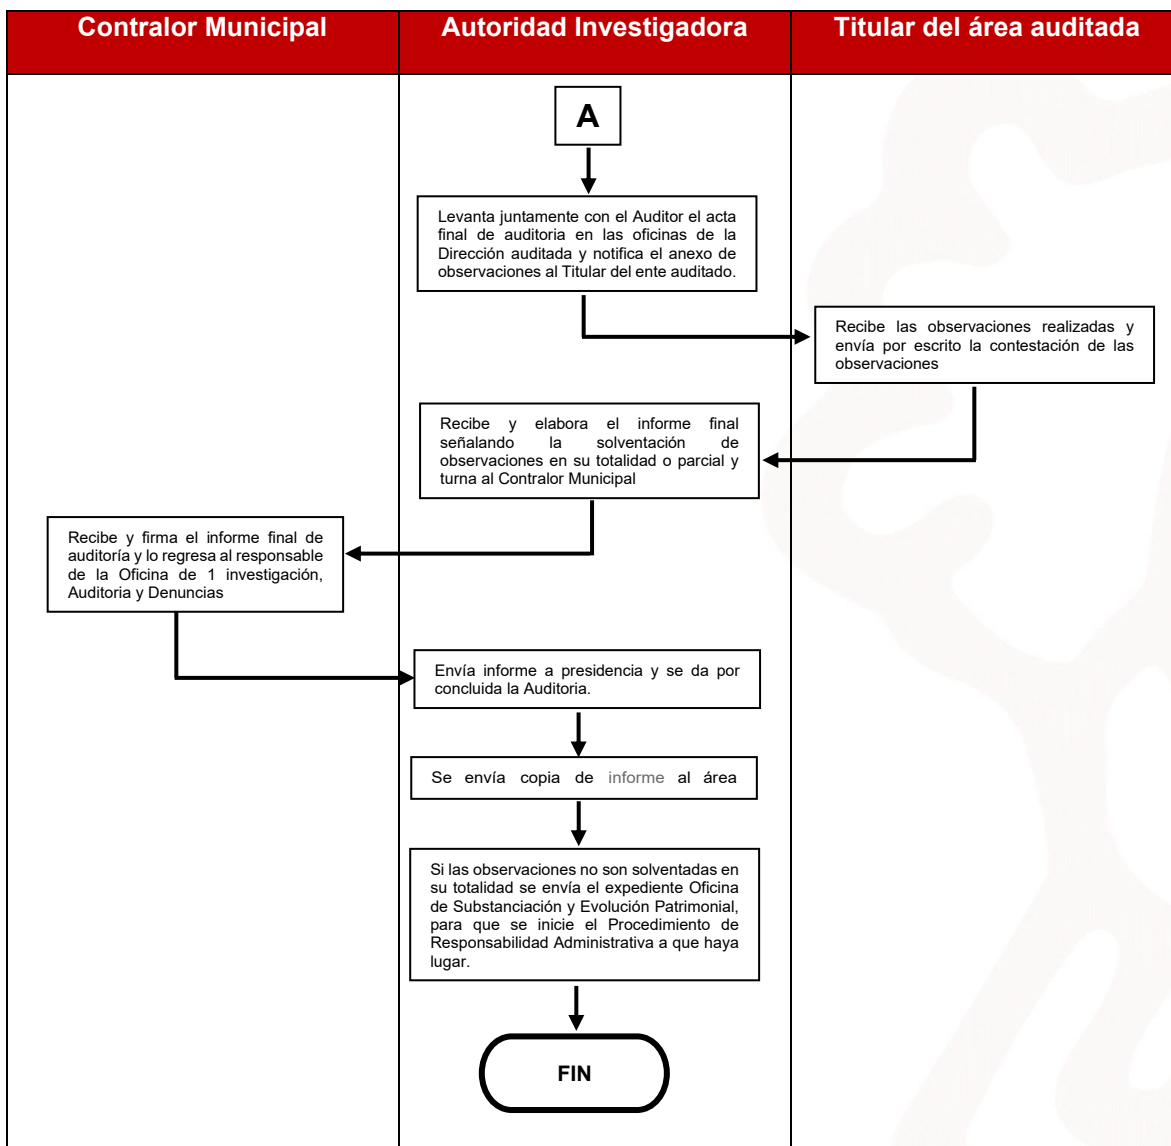 Contralor Municipal
Autoridad Investigadora
Titular del área auditada
A
Levanta juntamente con el Auditor el acta
final de auditoria en las oficinas de la
Dirección auditada y notifica el anexo de
observaciones al Titular del ente auditado.
Recibe las observaciones realizadas y
envía por escrito la contestación de las
observaciones
Recibe y elabora el informe final
señalando la solventación de
observaciones en su totalidad o parcial y
turna al Contralor Municipal
Recibe y firma el informe final de
auditoría y lo regresa al responsable
de la Oficina de 1 investigación,
Auditoria y Denuncias
Envía informe a presidencia y se da por
concluida la Auditoria.
Se envía copia de informe al área
Si las observaciones no son solventadas en
su totalidad se envía el expediente Oficina
de Substanciación y Evolución Patrimonial,
para que se inicie el Procedimiento de
Responsabilidad Administrativa a que haya
lugar.
FIN